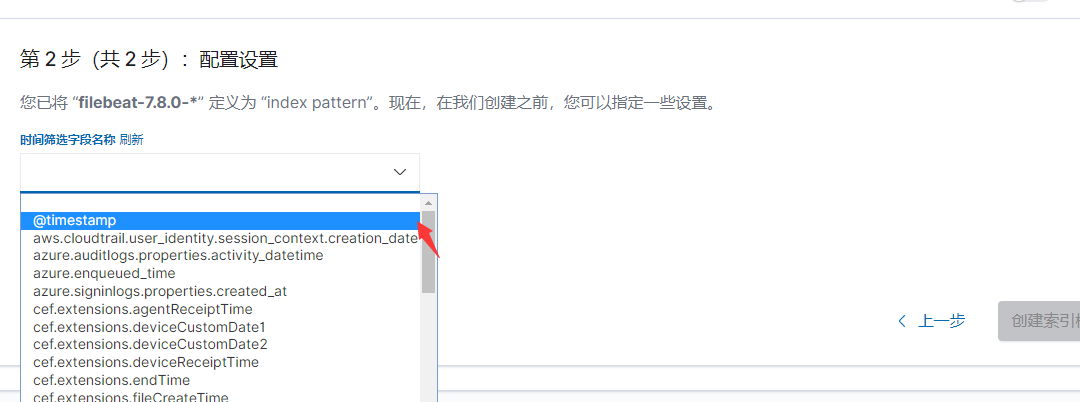 第 2 步（共 2 步）：配置设置
您已将 “filebeat-7.8.0-*” 定义为 “index pattern”。现在，在我们创建之前，您可以指定一些设置。
时间筛选字段名称 刷新
@timestamp
aws.cloudtrail.user_identity.session_context.creation_date
azure.auditlogs.properties.activity_datetime
azure.enqueued_time
azure.signinlogs.properties.created_at
cef.extensions.agentReceiptTime
cef.extensions.deviceCustomDate1
cef.extensions.deviceCustomDate2
cef.extensions.deviceReceiptTime
cef.extensions.endTime
cef.extensions.fileCreateTime
上一步
创建索引